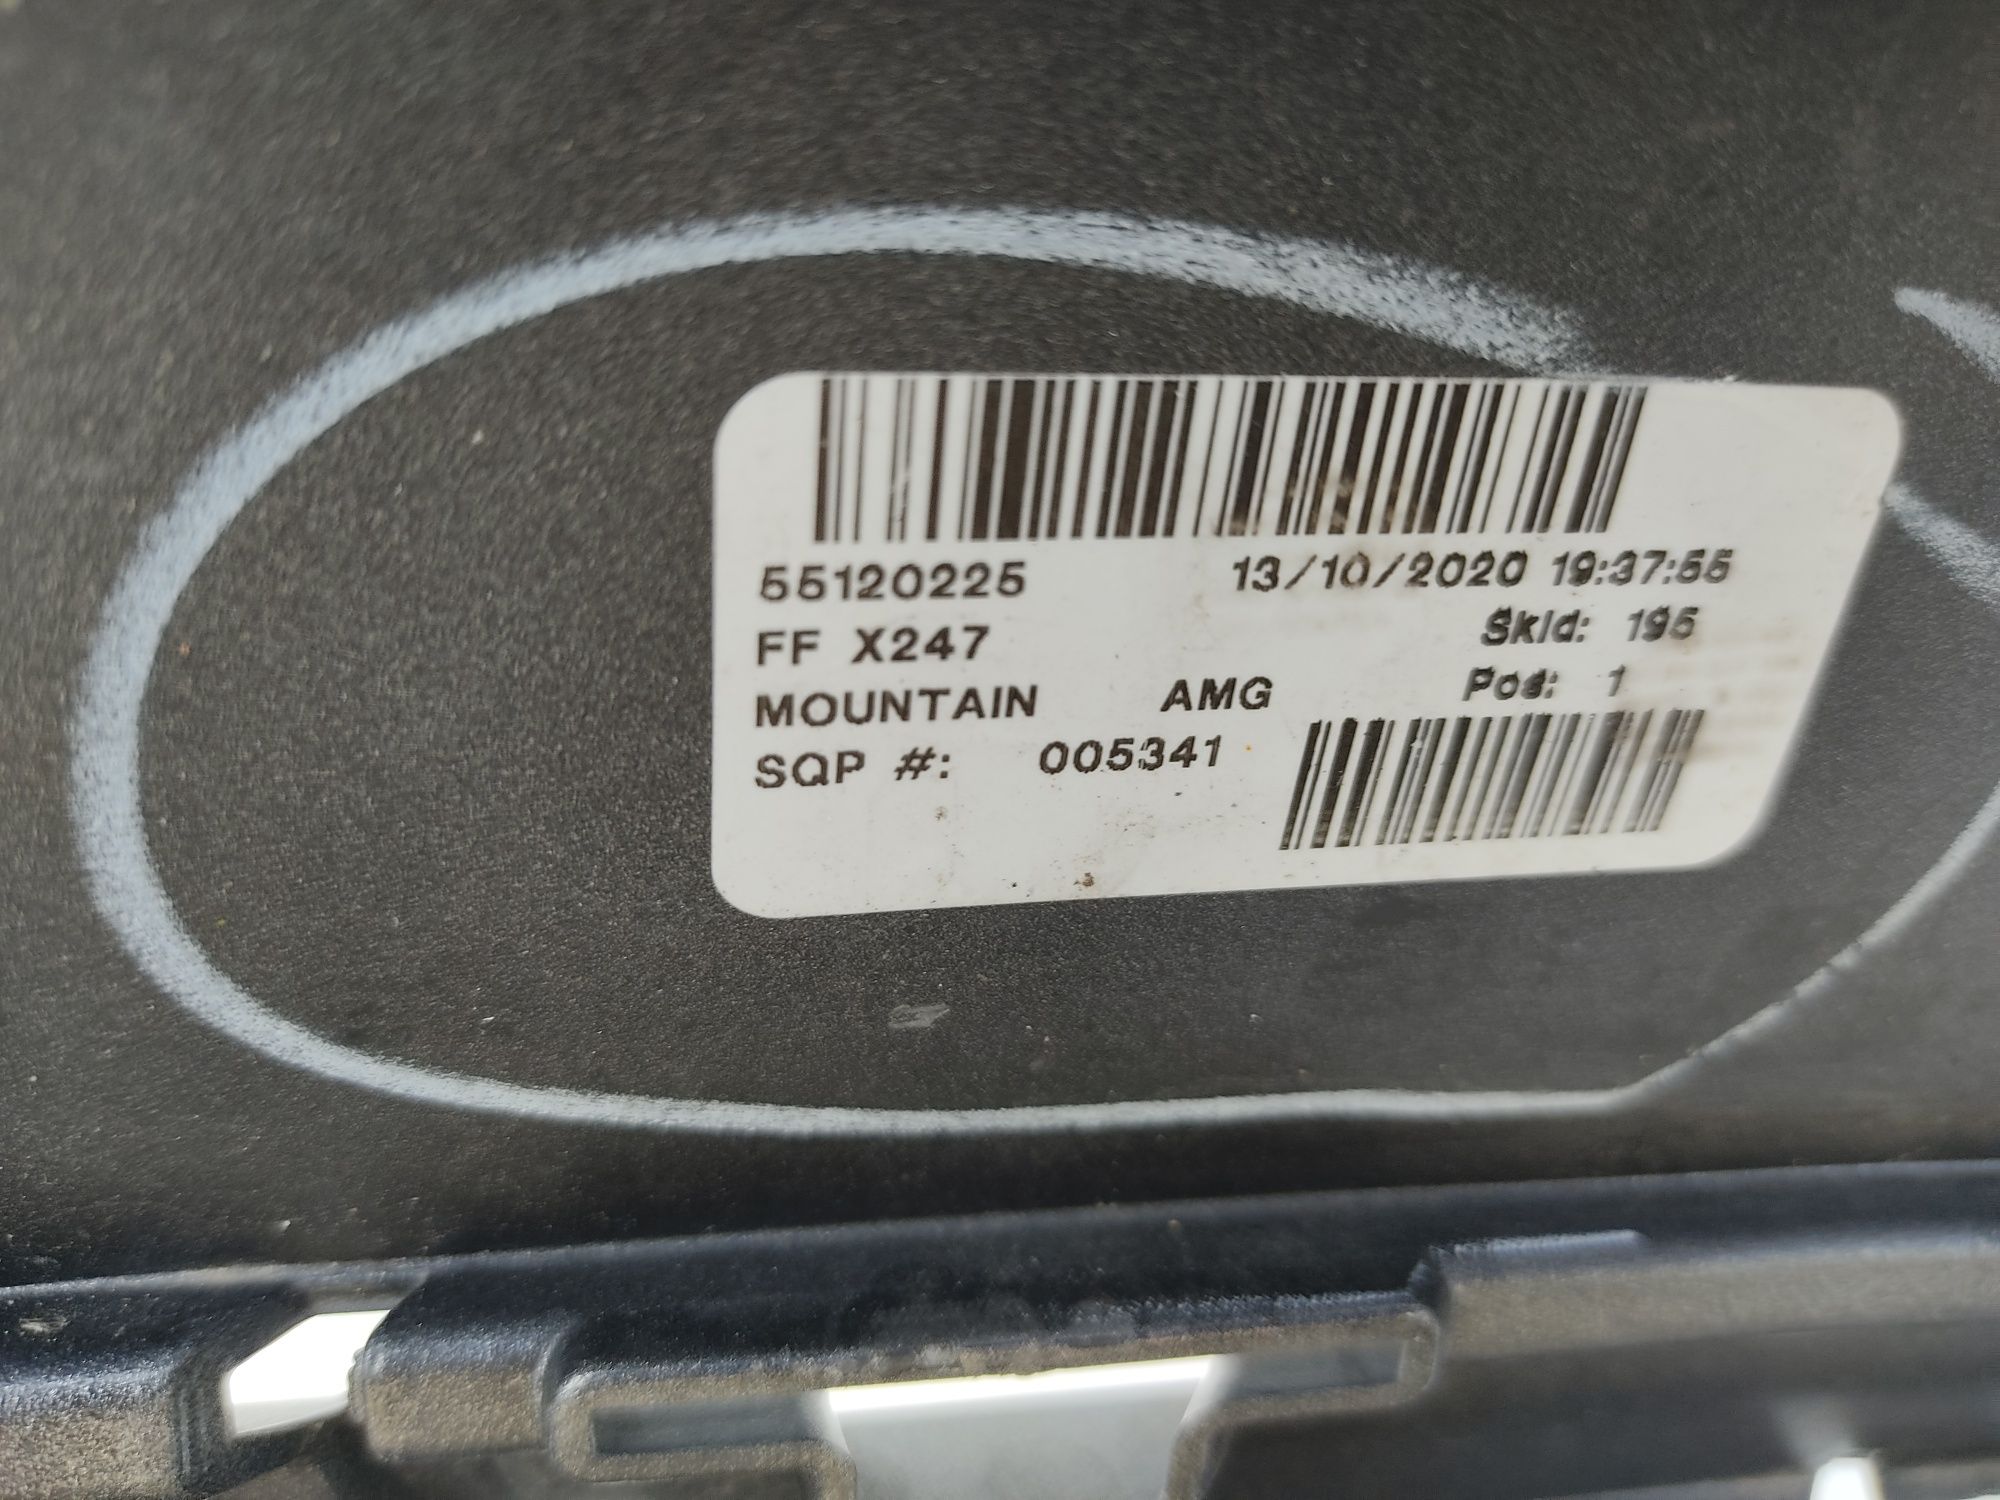 55120225 13/10/2020 19:37:55
FF X247 Skid: 195
MOUNTAIN AMG Pos: 1
SQP #: 005341